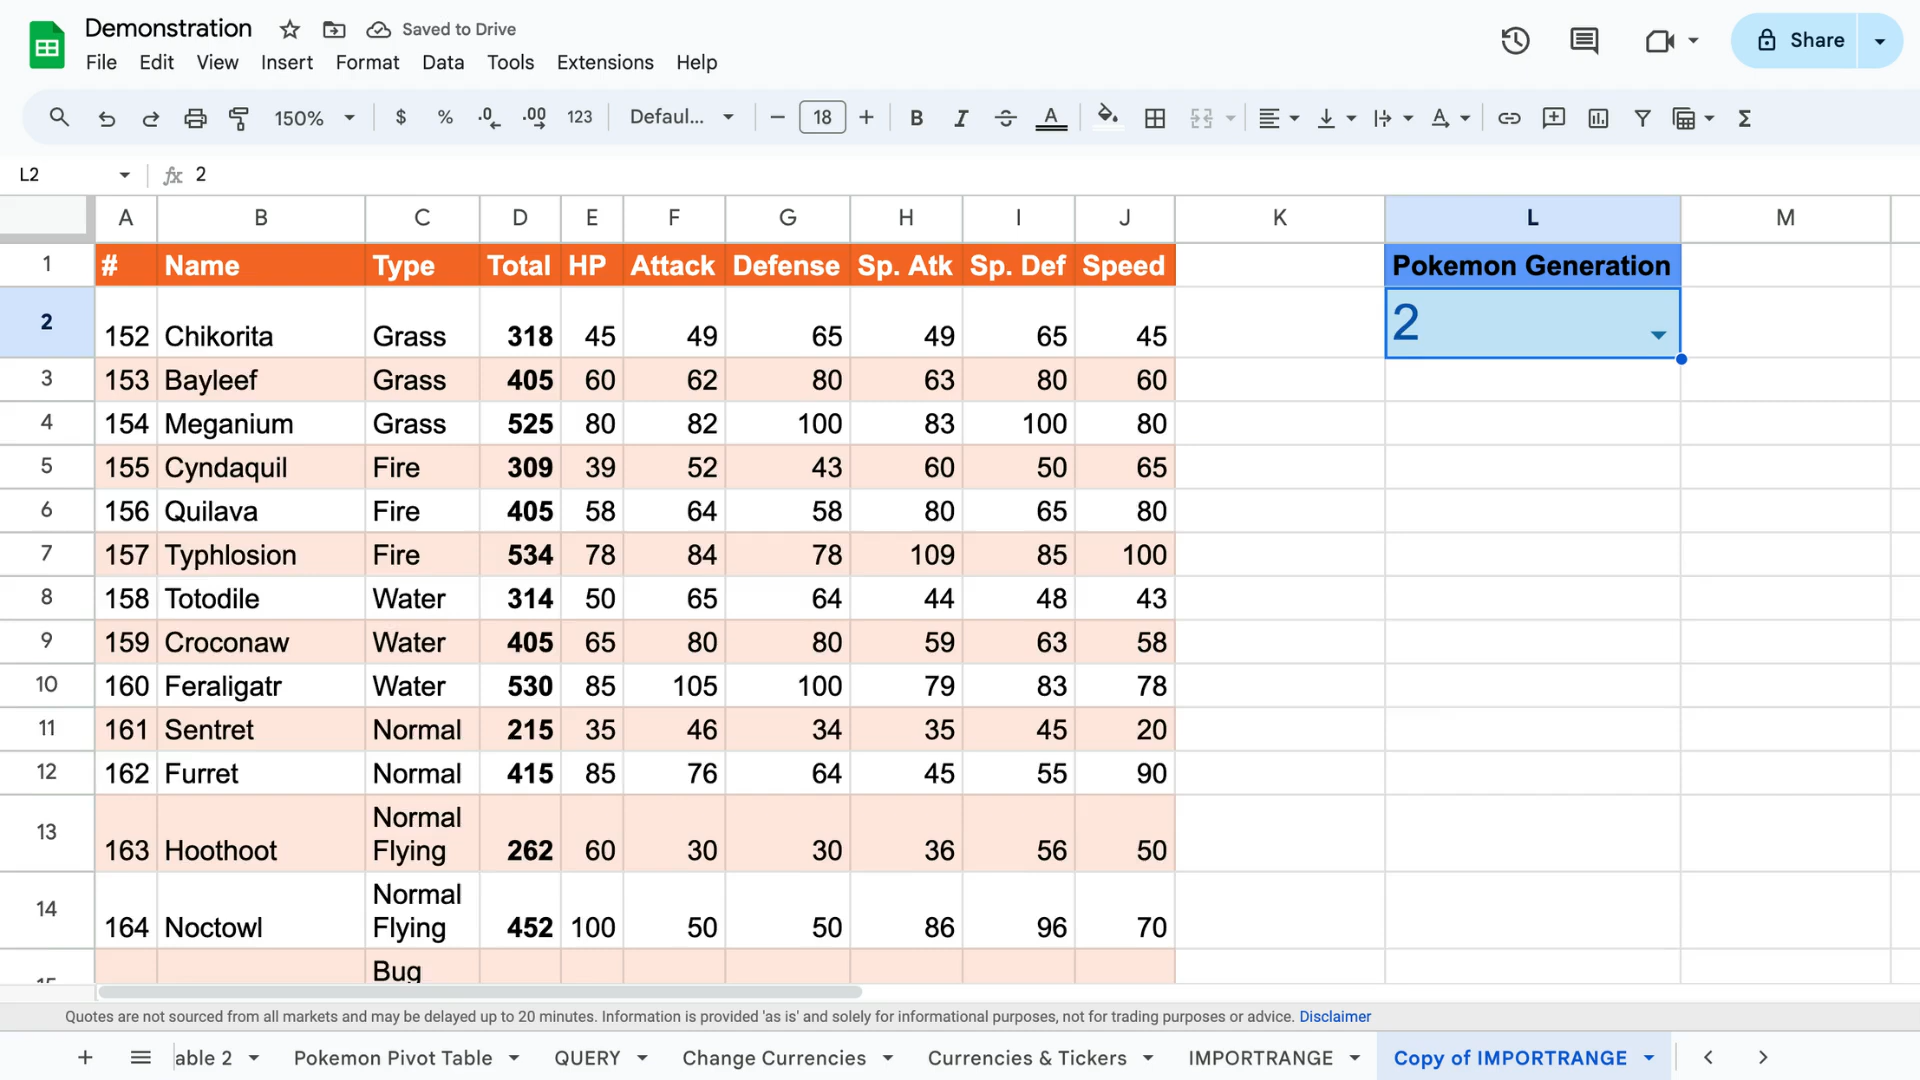 Demonstration Saved to Drive
File Edit View Insert Format Data Tools Extensions Help
Share
150% $ % .0 .00 123 Defaul... 18 B I S A
L2 fx 2
A B C D E F G H I J K L M
1 # Name Type Total HP Attack Defense Sp. Atk Sp. Def Speed Pokemon Generation
2 152 Chikorita Grass 318 45 49 65 49 65 45 2
3 153 Bayleef Grass 405 60 62 80 63 80 60
4 154 Meganium Grass 525 80 82 100 83 100 80
5 155 Cyndaquil Fire 309 39 52 43 60 50 65
6 156 Quilava Fire 405 58 64 58 80 65 80
7 157 Typhlosion Fire 534 78 84 78 109 85 100
8 158 Totodile Water 314 50 65 64 44 48 43
9 159 Croconaw Water 405 65 80 80 59 63 58
10 160 Feraligatr Water 530 85 105 100 79 83 78
11 161 Sentret Normal 215 35 46 34 35 45 20
12 162 Furret Normal 415 85 76 64 45 55 90
Normal
13 163 Hoothoot Flying 262 60 30 30 36 56 50
Normal
14 164 Noctowl Flying 452 100 50 50 86 96 70
Bug
Quotes are not sourced from all markets and may be delayed up to 20 minutes. Information is provided 'as is' and solely for informational purposes, not for trading purposes or advice. Disclaimer
able 2 Pokemon Pivot Table QUERY Change Currencies Currencies & Tickers IMPORTRANGE Copy of IMPORTRANGE